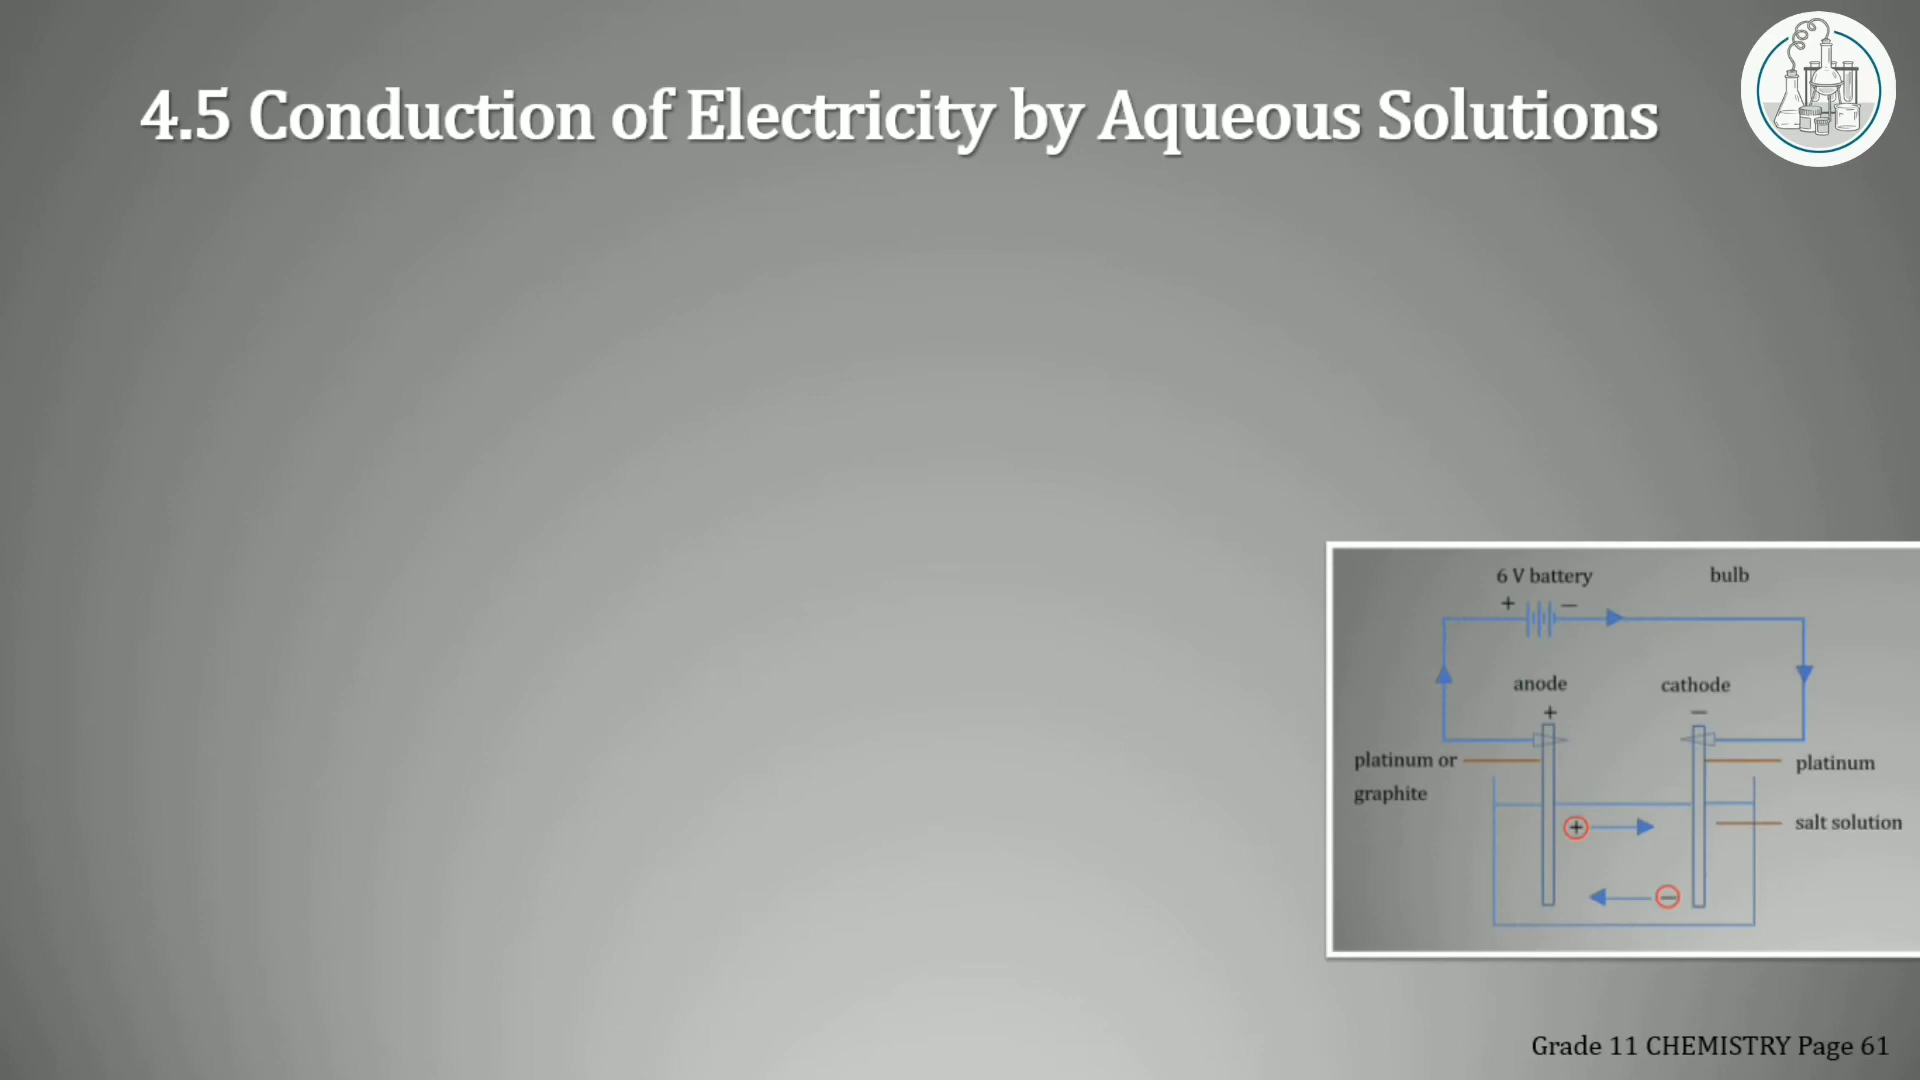 4.5 Conduction of Electricity by Aqueous Solutions
6 V battery
bulb
+
—
anode
cathode
+
—
platinum or
graphite
platinum
salt solution
+
—
Grade 11 CHEMISTRY Page 61